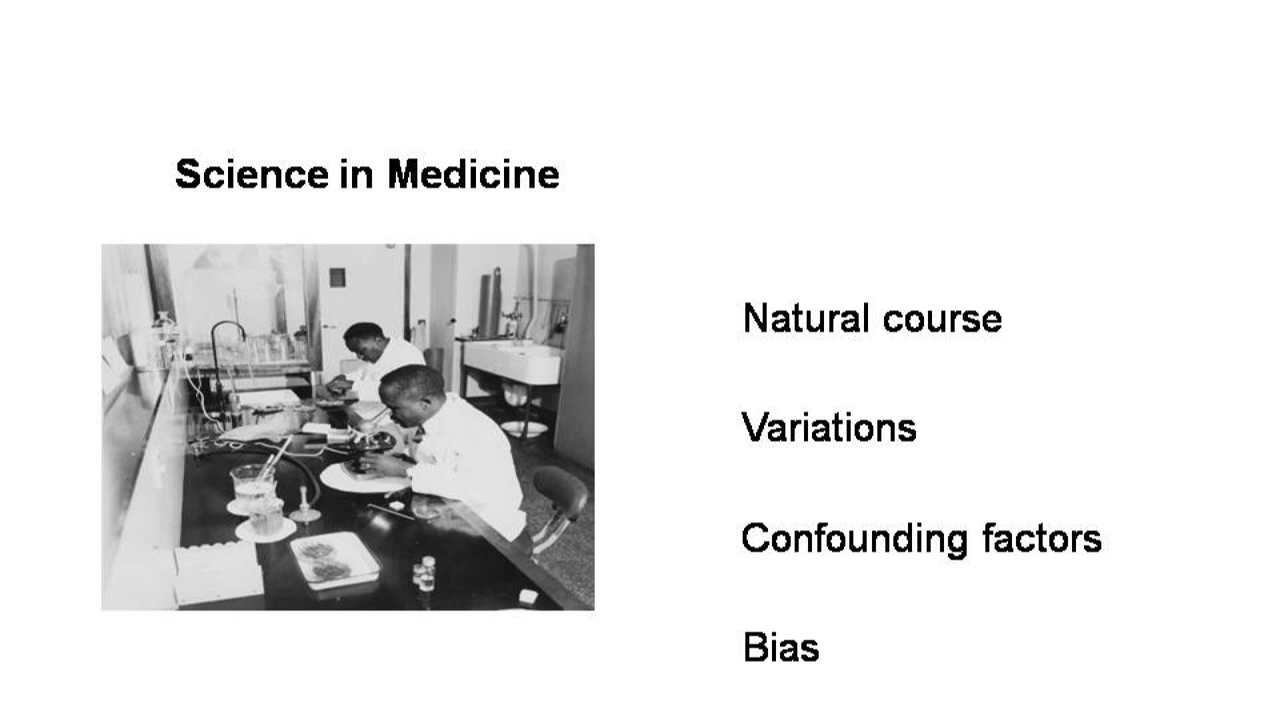 Science in Medicine
Natural course
Variations
Confounding factors
Bias